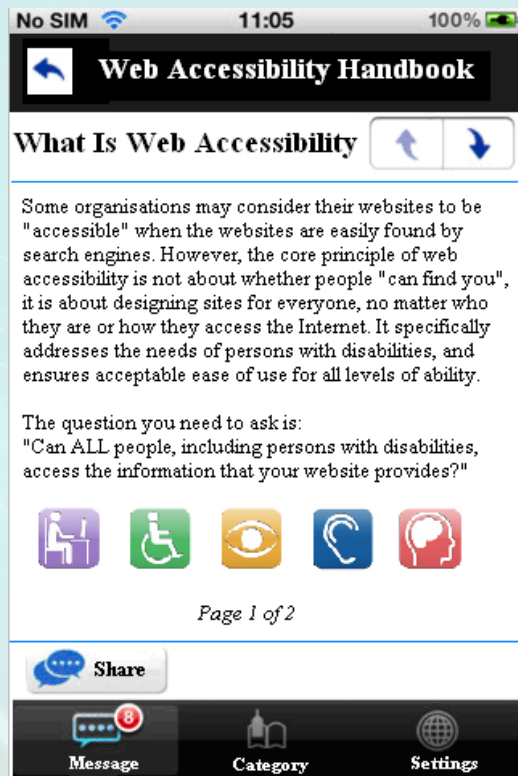 No SIM 11:05 100%
Web Accessibility Handbook
What Is Web Accessibility
Some organisations may consider their websites to be
"accessible" when the websites are easily found by
search engines. However, the core principle of web
accessibility is not about whether people "can find you",
it is about designing sites for everyone, no matter who
they are or how they access the Internet. It specifically
addresses the needs of persons with disabilities, and
ensures acceptable ease of use for all levels of ability.
The question you need to ask is:
"Can ALL people, including persons with disabilities,
access the information that your website provides?"
Page 1 of 2
Share
8
Message Category Settings